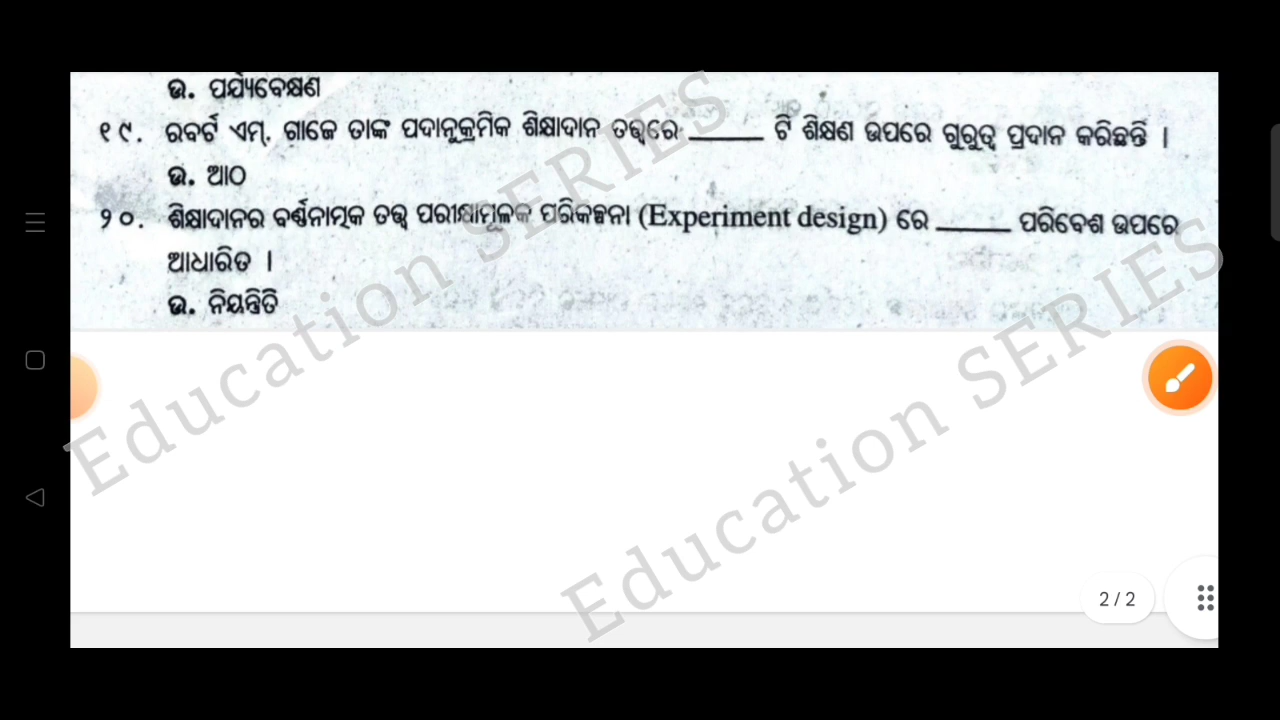 ଉ. ପର୍ଯ୍ୟବେକ୍ଷଣ
୧୯. ରବର୍ଟ ଏମ୍. ଗାଜେ ତାଙ୍କ ପଦାନୁକ୍ରମିକ ଶିକ୍ଷାଦାନ ତତ୍ତ୍ୱରେ ______ ଟି ଶିକ୍ଷଣ ଉପରେ ଗୁରୁତ୍ୱ ପ୍ରଦାନ କରିଛନ୍ତି ।
ଉ. ଆଠ
୨୦. ଶିକ୍ଷାଦାନର ବର୍ଣ୍ଣନାତ୍ମକ ତତ୍ତ୍ୱ ପରୀକ୍ଷାମୂଳକ ପରିକଳ୍ପନା (Experiment design) ରେ ______ ପରିବେଶ ଉପରେ
ଆଧାରିତ ।
ଉ. ନିୟନ୍ତ୍ରିତ
Education SERIES
Education SERIES
2 / 2